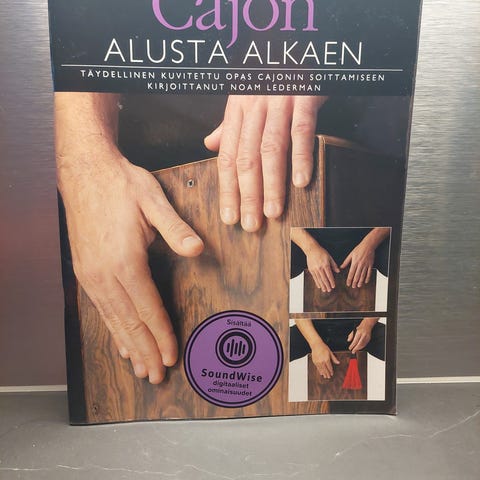 Cajon
ALUSTA ALKAEN
TÄYDELLINEN KUVITETTU OPAS CAJONIN SOITTAMISEEN
KIRJOITTANUT NOAM LEDERMAN
Sisältää
SoundWise
digitaaliset
ominaisuudet